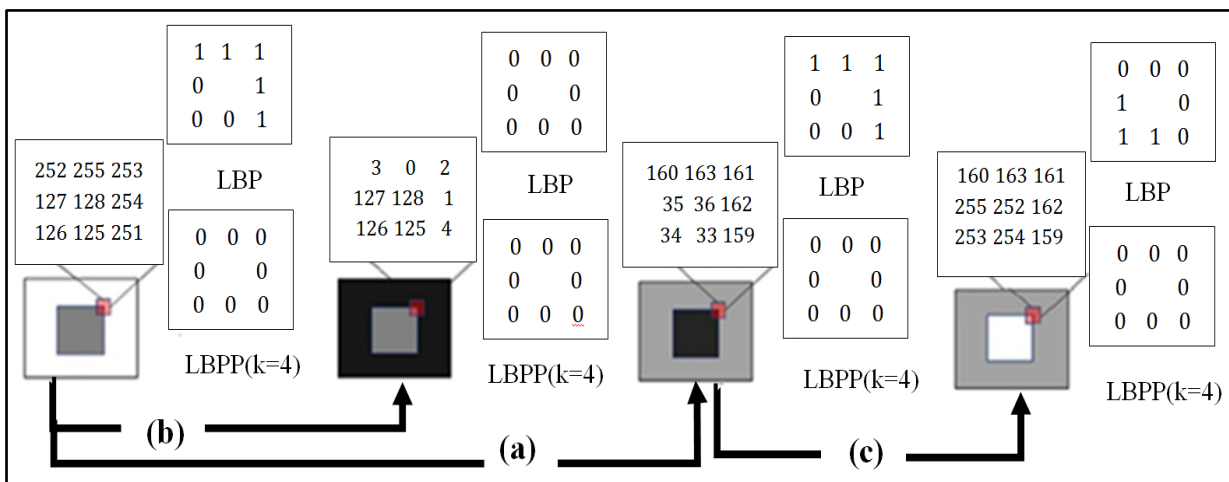 1 1 1
0 1
0 0 1
LBP
252 255 253
127 128 254
126 125 251
0 0 0
0 0
0 0 0
LBPP(k=4)
0 0 0
0 0
0 0 0
LBP
3 0 2
127 128 1
126 125 4
0 0 0
0 0
0 0 0
LBPP(k=4)
1 1 1
0 1
0 0 1
LBP
160 163 161
35 36 162
34 33 159
0 0 0
0 0
0 0 0
LBPP(k=4)
0 0 0
1 0
1 1 0
LBP
160 163 161
255 252 162
253 254 159
0 0 0
0 0
0 0 0
LBPP(k=4)
(b)
(a)
(c)